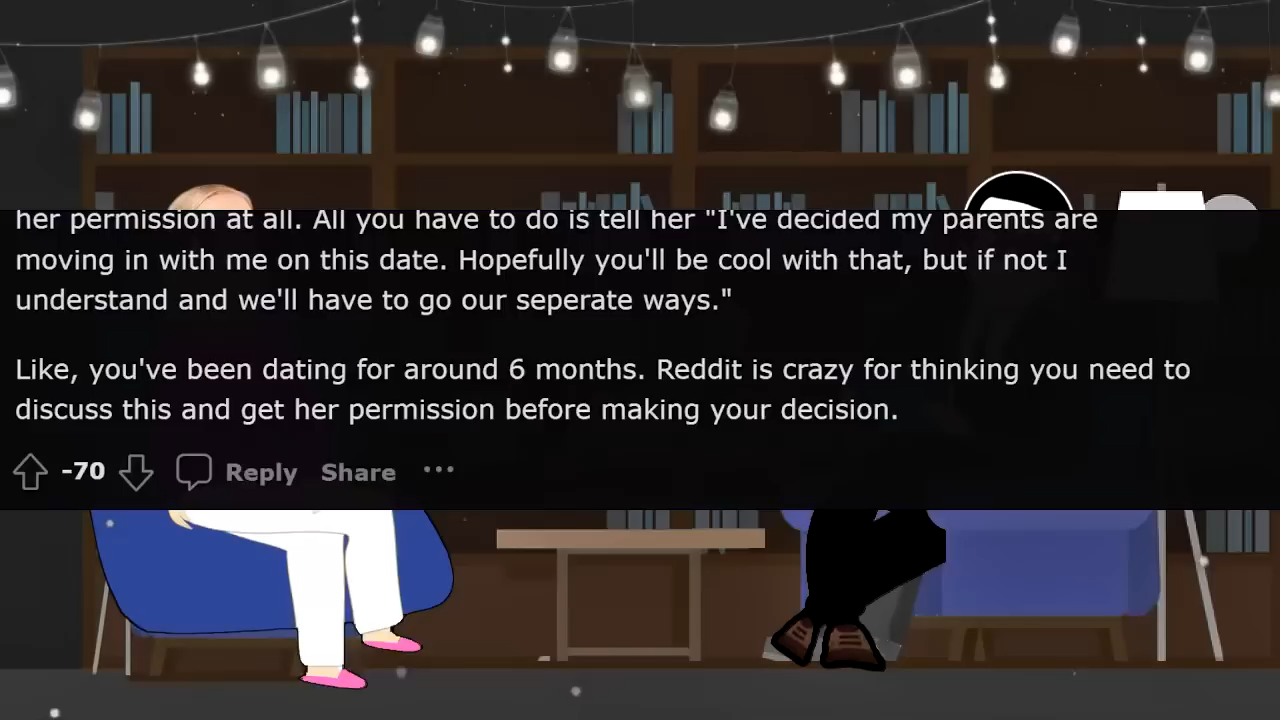 her permission at all. All you have to do is tell her "I've decided my parents are
moving in with me on this date. Hopefully you'll be cool with that, but if not I
understand and we'll have to go our seperate ways."
Like, you've been dating for around 6 months. Reddit is crazy for thinking you need to
discuss this and get her permission before making your decision.
-70 Reply Share ···